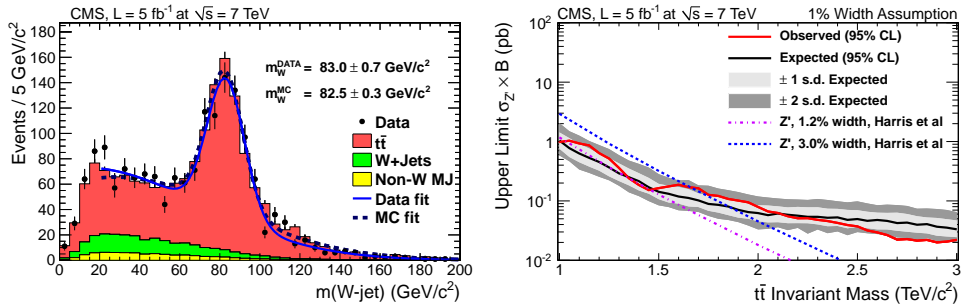 CMS, L = 5 fb⁻¹ at √s = 7 TeV
Events / 5 GeV/c²
180
160
140
120
100
80
60
40
20
0
m_W^DATA = 83.0 ± 0.7 GeV/c²
m_W^MC = 82.5 ± 0.3 GeV/c²
Data
tt̄
W+Jets
Non-W MJ
Data fit
MC fit
0 20 40 60 80 100 120 140 160 180 200
m(W-jet) (GeV/c²)
CMS, L = 5 fb⁻¹ at √s = 7 TeV 1% Width Assumption
Upper Limit σ_Z' × B (pb)
10²
10
1
10⁻¹
10⁻²
Observed (95% CL)
Expected (95% CL)
± 1 s.d. Expected
± 2 s.d. Expected
Z', 1.2% width, Harris et al
Z', 3.0% width, Harris et al
1 1.5 2 2.5 3
tt̄ Invariant Mass (TeV/c²)